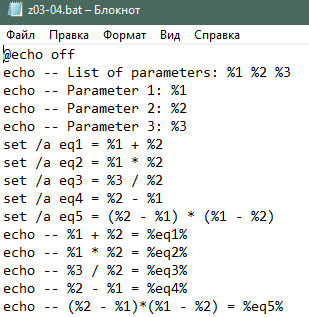 z03-04.bat – Блокнот
Файл Правка Формат Вид Справка
@echo off
echo -- List of parameters: %1 %2 %3
echo -- Parameter 1: %1
echo -- Parameter 2: %2
echo -- Parameter 3: %3
set /a eq1 = %1 + %2
set /a eq2 = %1 * %2
set /a eq3 = %3 / %2
set /a eq4 = %2 - %1
set /a eq5 = (%2 - %1) * (%1 - %2)
echo -- %1 + %2 = %eq1%
echo -- %1 * %2 = %eq2%
echo -- %3 / %2 = %eq3%
echo -- %2 - %1 = %eq4%
echo -- (%2 - %1)*(%1 - %2) = %eq5%